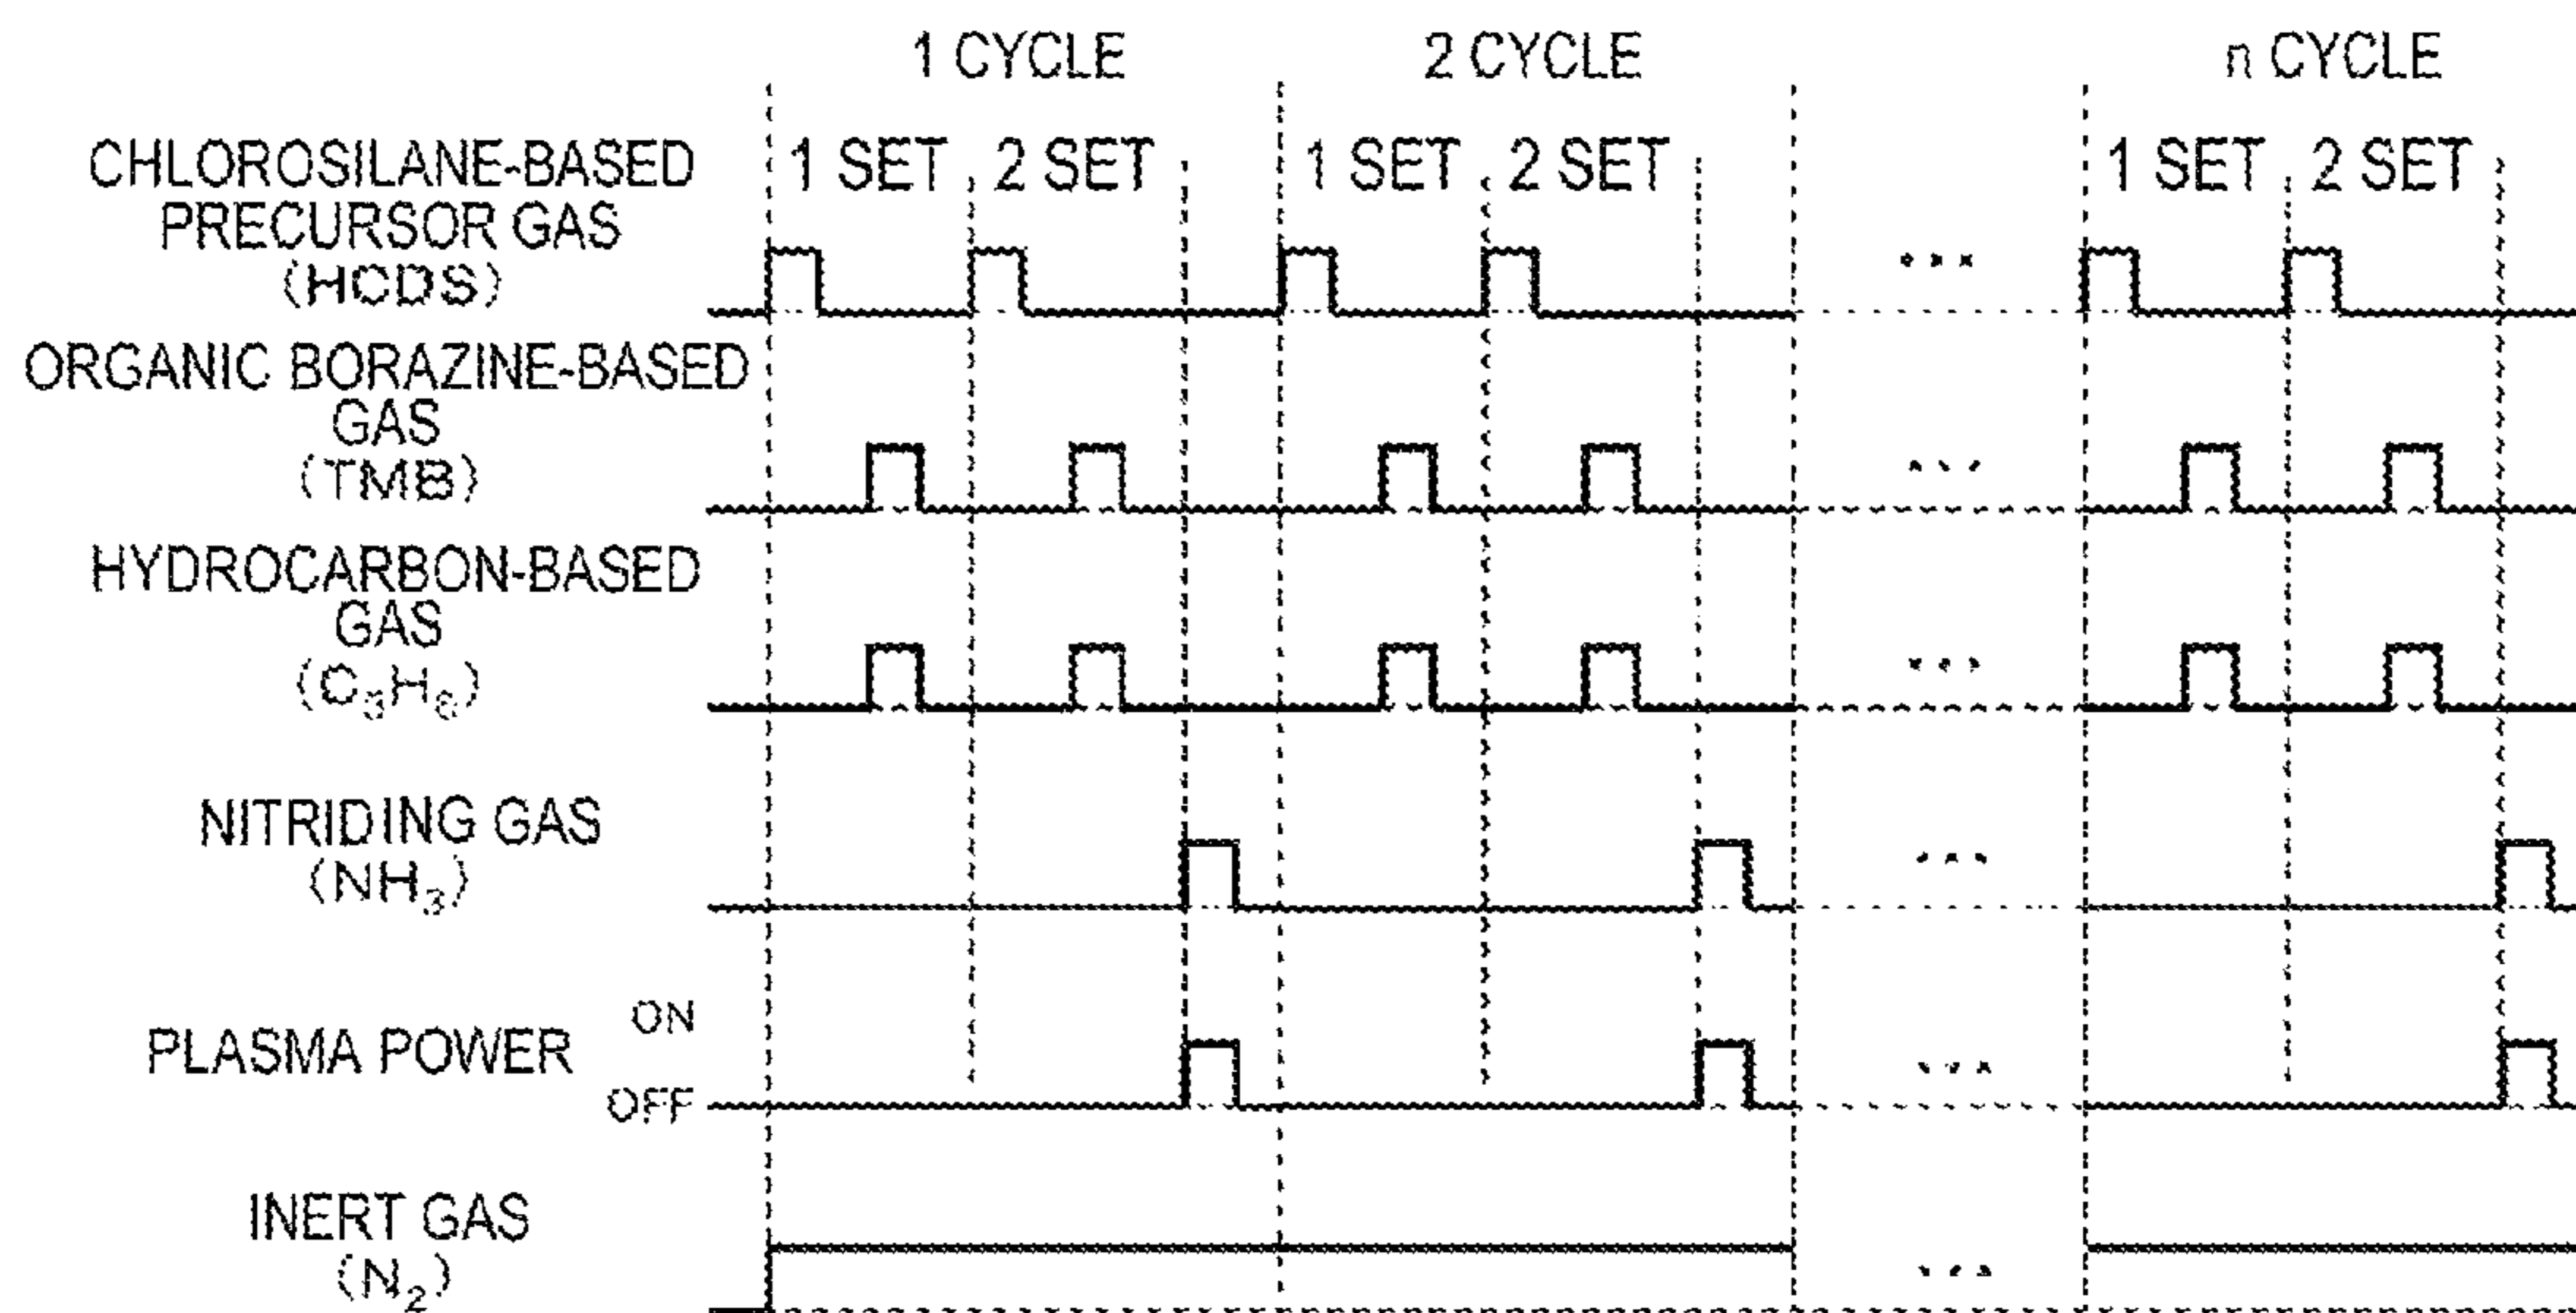 1 CYCLE 2 CYCLE n CYCLE
1 SET 2 SET 1 SET 2 SET 1 SET 2 SET
CHLOROSILANE-BASED
PRECURSOR GAS
(HCDS)
...
ORGANIC BORAZINE-BASED
GAS
(TMB)
...
HYDROCARBON-BASED
GAS
(C₃H₆)
...
NITRIDING GAS
(NH₃)
...
PLASMA POWER
ON
OFF
...
INERT GAS
(N₂)
...